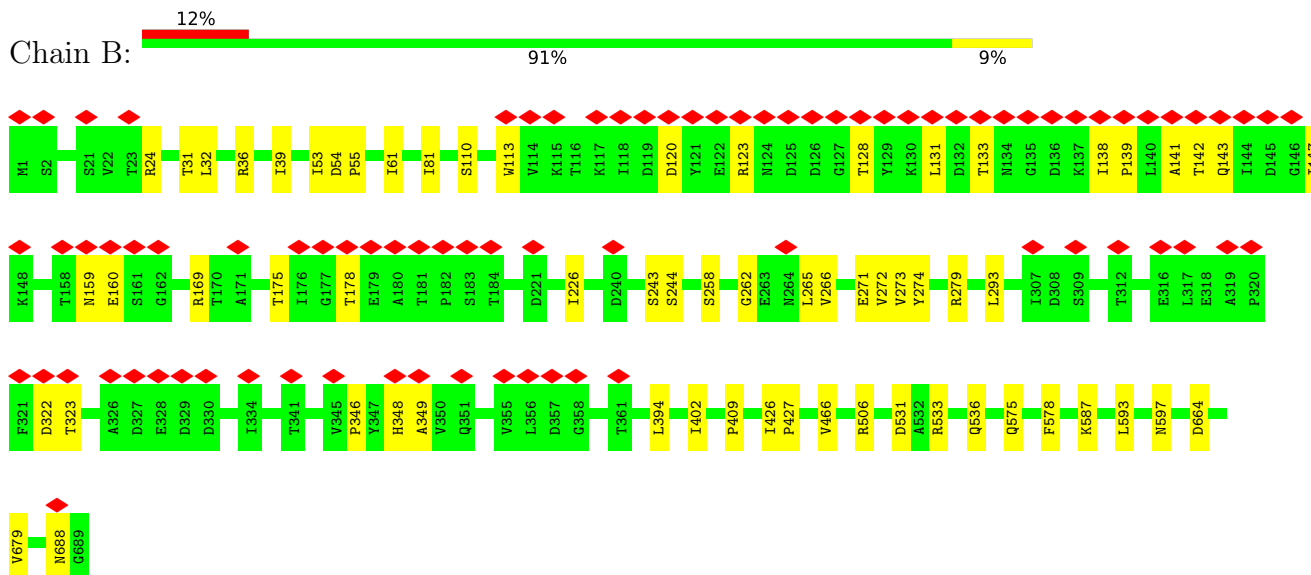 12%
Chain B:
91%
9%
M1 S2 S21 V22 T23 R24 T31 L32 R36 I39 I53 D54 P55 I61 I81 S110 W113 V114 K115 T116 K117 I118 D119 D120 Y121 E122 R123 N124 D125 D126 G127 T128 Y129 K130 L131 D132 T133 N134 G135 D136 K137 I138 P139 L140 A141 T142 Q143 I144 D145 G146
K148 T158 N159 E160 S161 G162 R169 T170 A171 T175 I176 G177 T178 E179 A180 T181 P182 S183 T184 D221 I226 D240 S243 S244 S258 G262 E263 N264 L265 V266 E271 V272 V273 Y274 R279 L293 I307 D308 S309 T312 E316 L317 E318 A319 P320
F321 D322 T323 A326 D327 E328 D329 D330 I334 T341 V345 P346 Y347 H348 A349 V350 Q351 V355 L356 D357 G358 T361 L394 I402 P409 I426 P427 V466 R506 D531 A532 R533 Q536 Q575 F578 K587 L593 N597 D664
V679 N688 G689